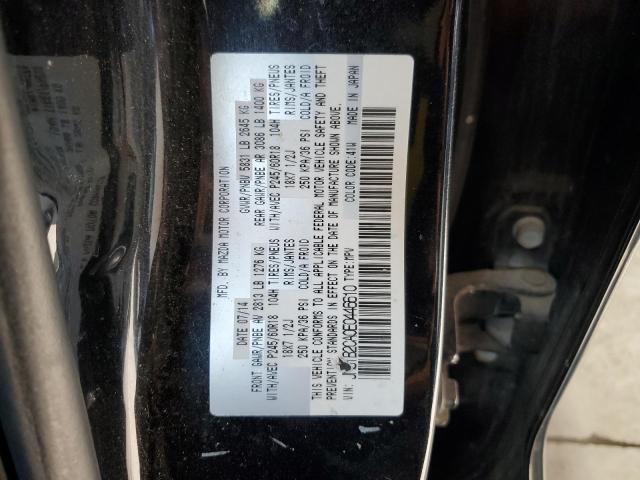 MFD. BY MAZDA MOTOR CORPORATION
DATE 07/14 GVWR/PNBV 5831 LB 2645 KG
FRONT GAWR/PNBE AV 2813 LB 1276 KG REAR GAWR/PNBE AR 3086 LB 1400 KG
WITH/AVEC P245/60R18 104H TIRES/PNEUS WITH/AVEC P245/60R18 104H TIRES/PNEUS
18X7 1/2J RIMS/JANTES 18X7 1/2J RIMS/JANTES
250 KPA/36 PSI COLD/A FROID 250 KPA/36 PSI COLD/A FROID
THIS VEHICLE CONFORMS TO ALL APPLICABLE FEDERAL MOTOR VEHICLE SAFETY AND THEFT
PREVENTION STANDARDS IN EFFECT ON THE DATE OF MANUFACTURE SHOWN ABOVE.
VIN: TYPE:MPV MADE IN JAPAN
COLOR CODE:41W